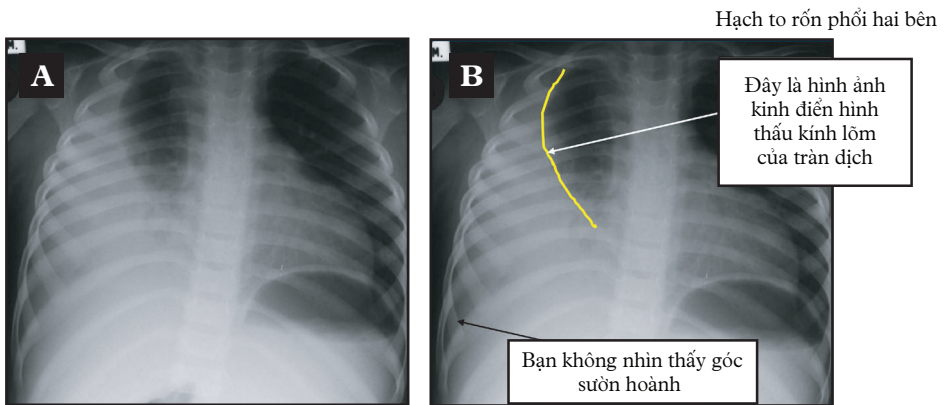 Hạch to rốn phổi hai bên
M.
A
M.
B
Đây là hình ảnh
kinh điển hình
thấu kính lõm
của tràn dịch
Bạn không nhìn thấy góc
sườn hoành